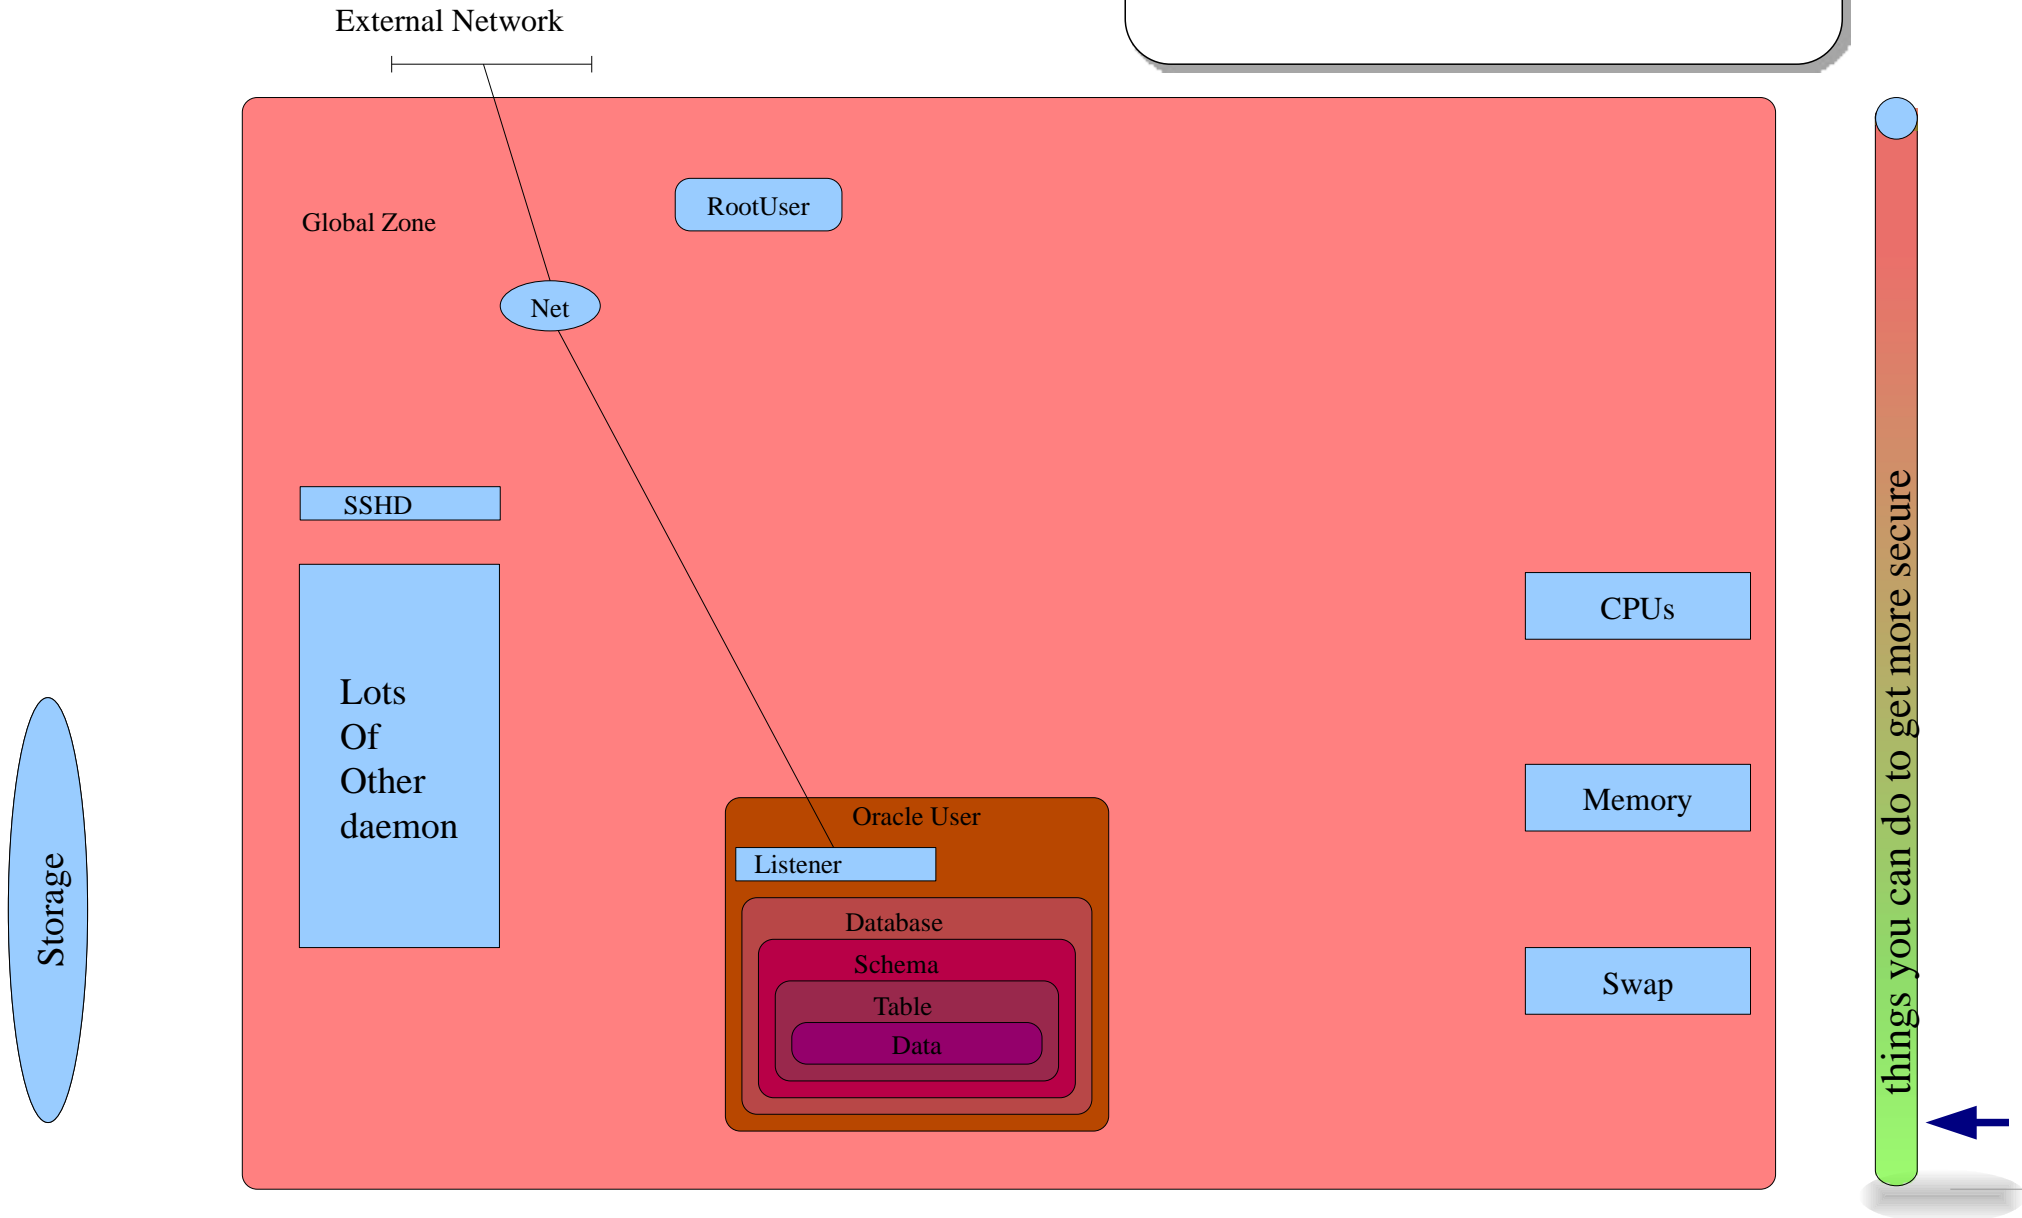 External Network
RootUser
Global Zone
Net
SSHD
Lots
Of
Other
daemon
Storage
Oracle User
Listener
Database
Schema
Table
Data
CPUs
Memory
Swap
things you can do to get more secure